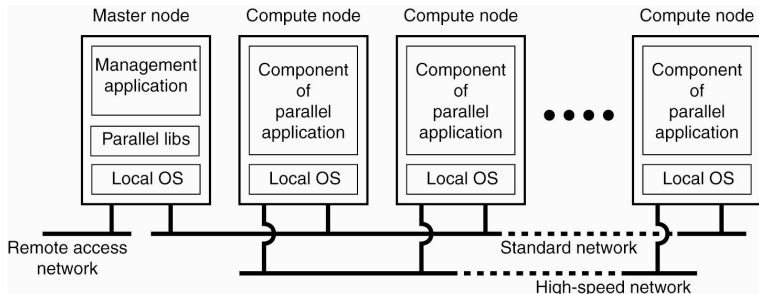 Master node
Compute node
Compute node
Compute node
Management
application
Parallel libs
Local OS
Component
of
parallel
application
Local OS
Component
of
parallel
application
Local OS
Component
of
parallel
application
Local OS
Remote access
network
Standard network
High-speed network